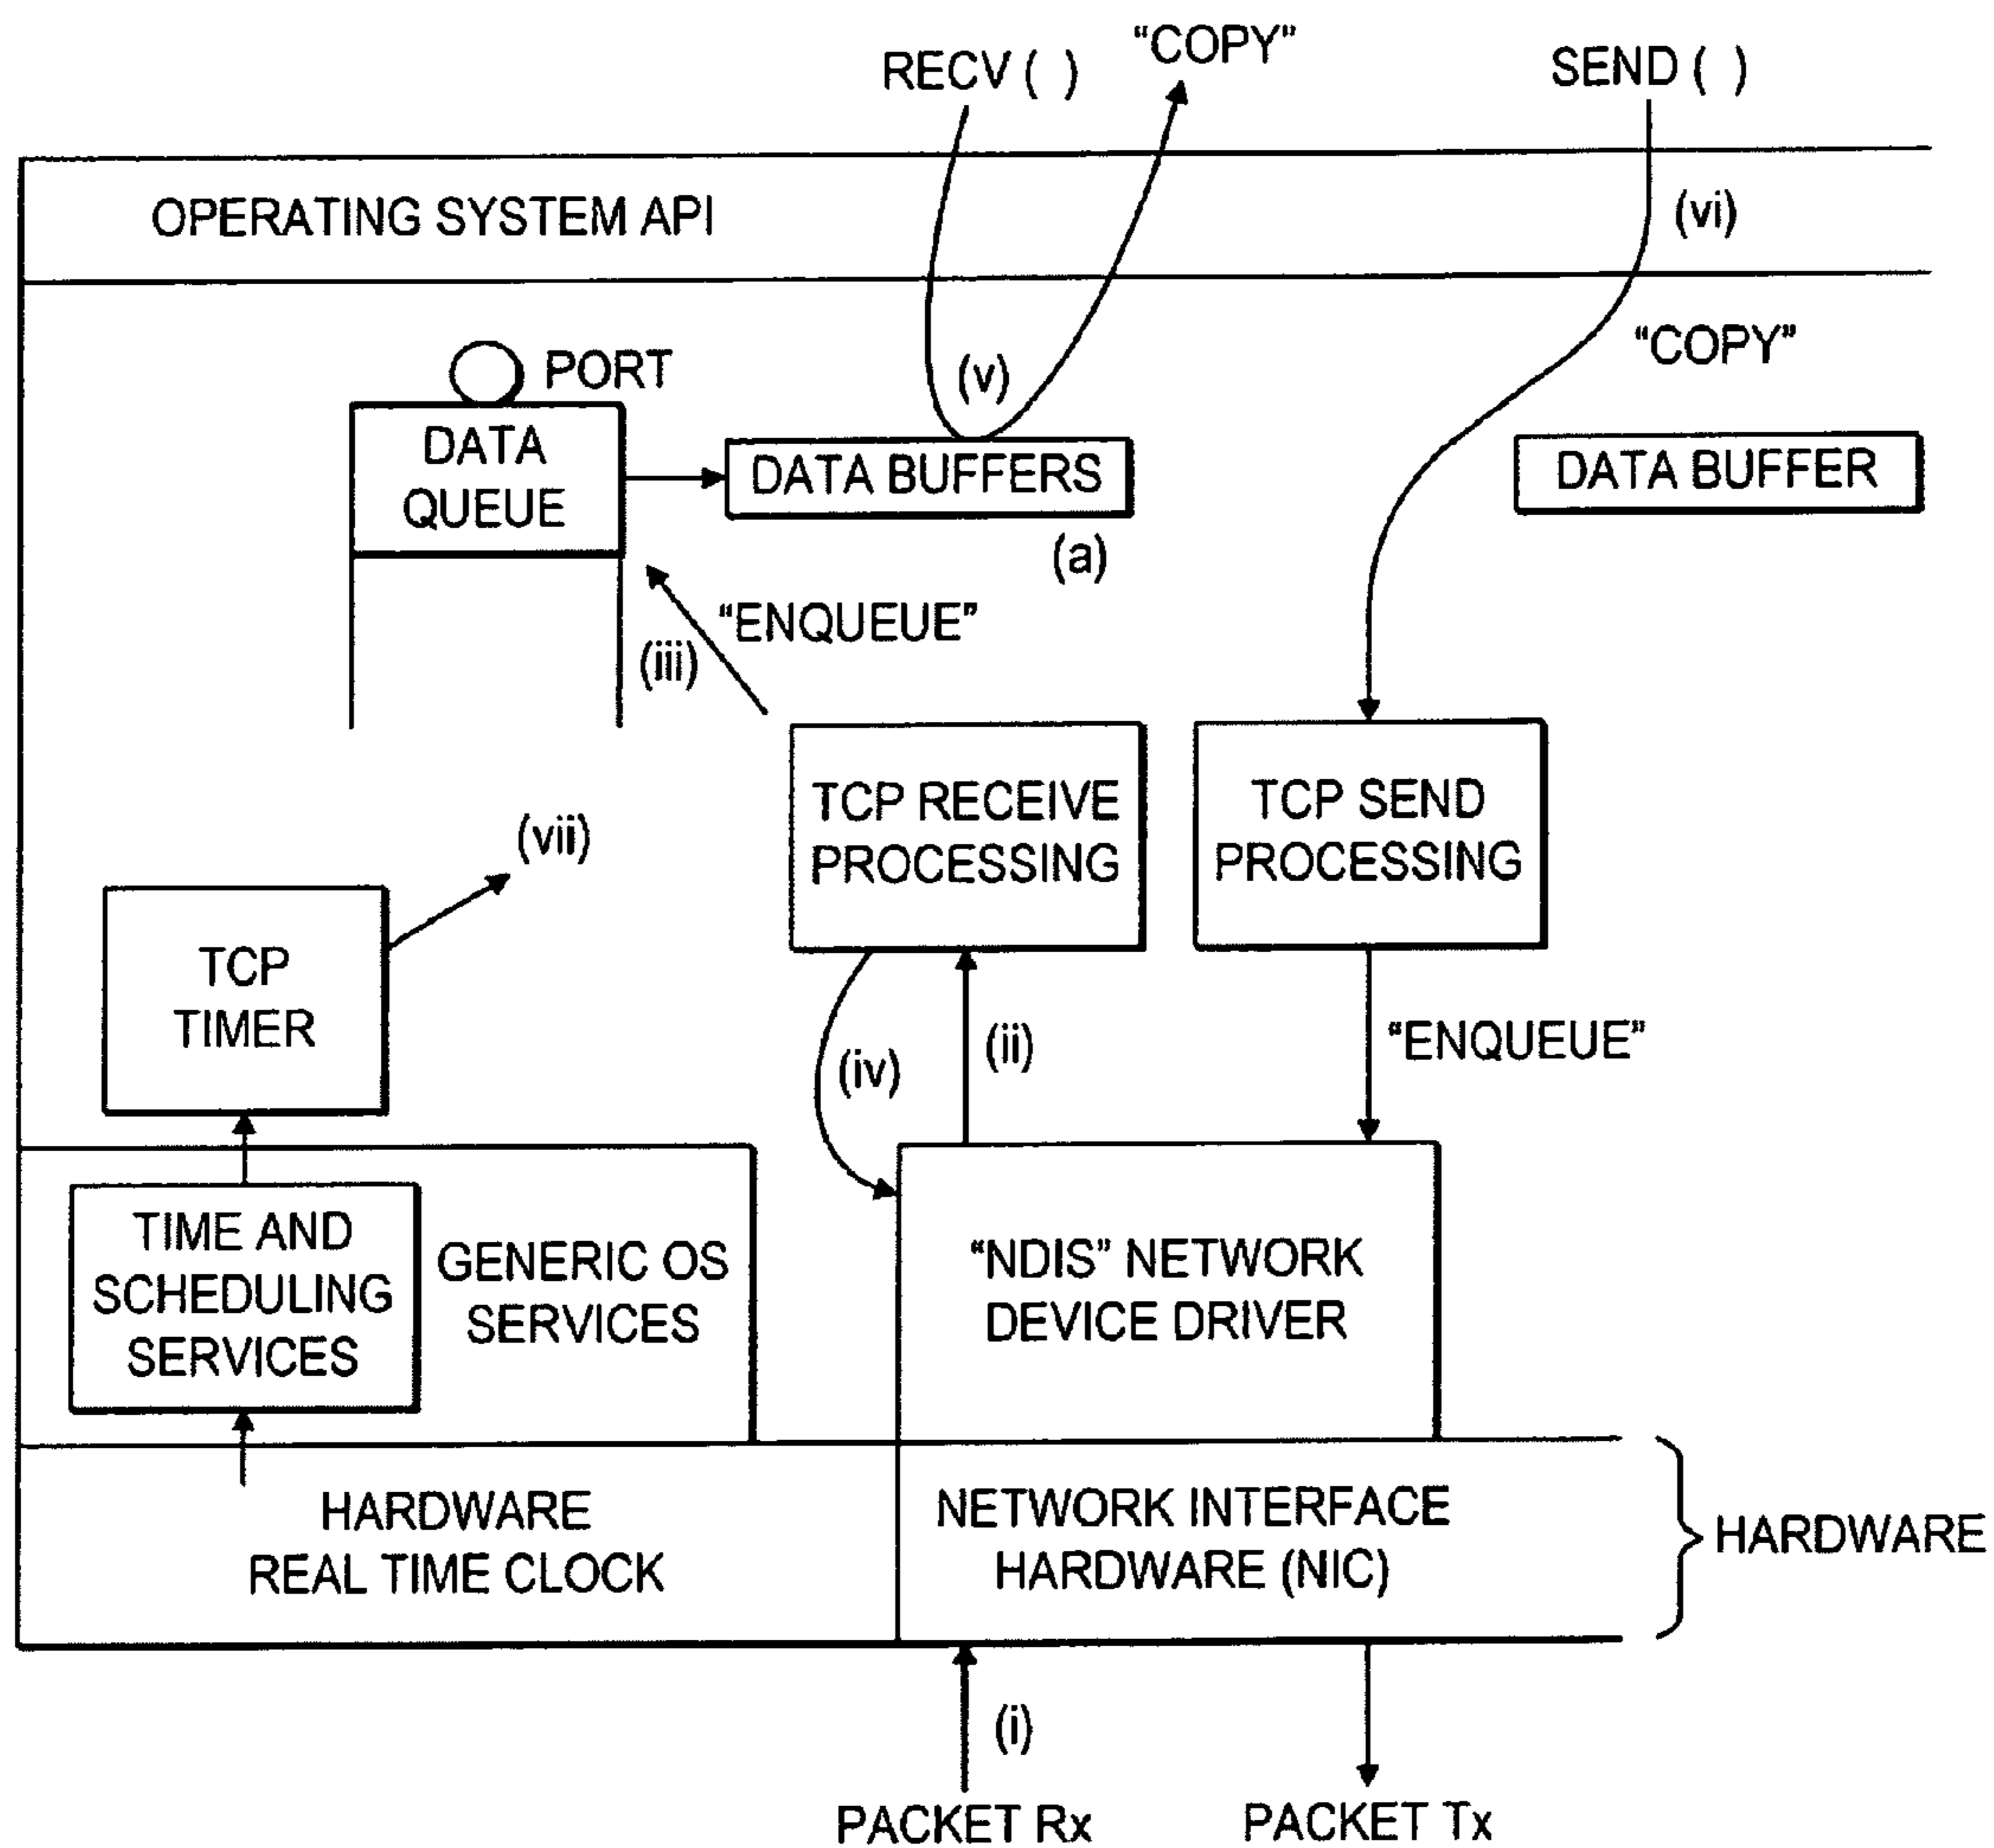 RECV ( )
"COPY"
SEND ( )
OPERATING SYSTEM API
(vi)
"COPY"
PORT
(v)
DATA
QUEUE
DATA BUFFERS
DATA BUFFER
(a)
"ENQUEUE"
(iii)
TCP RECEIVE
PROCESSING
TCP SEND
PROCESSING
(vii)
TCP
TIMER
(iv)
(ii)
"ENQUEUE"
TIME AND
SCHEDULING
SERVICES
GENERIC OS
SERVICES
"NDIS" NETWORK
DEVICE DRIVER
HARDWARE
REAL TIME CLOCK
NETWORK INTERFACE
HARDWARE (NIC)
HARDWARE
(i)
PACKET Rx
PACKET Tx